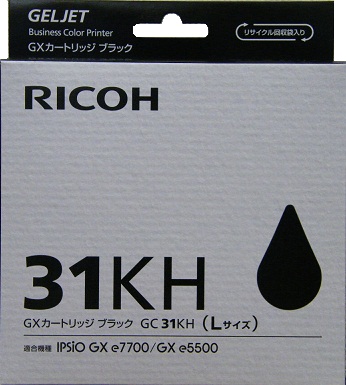 GELJET
Business Color Printer
GXカートリッジ ブラック
リサイクル回収袋入り
RICOH
31KH
GXカートリッジ ブラック GC 31KH (Lサイズ)
適合機種 IPSiO GX e7700/GX e5500